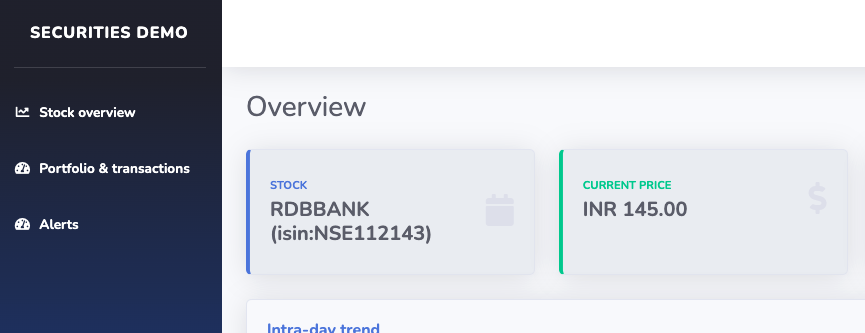 SECURITIES DEMO
Stock overview
Portfolio & transactions
Alerts
Overview
STOCK
RDBBANK
(isin:NSE112143)
CURRENT PRICE
INR 145.00
$
Intra-day trend